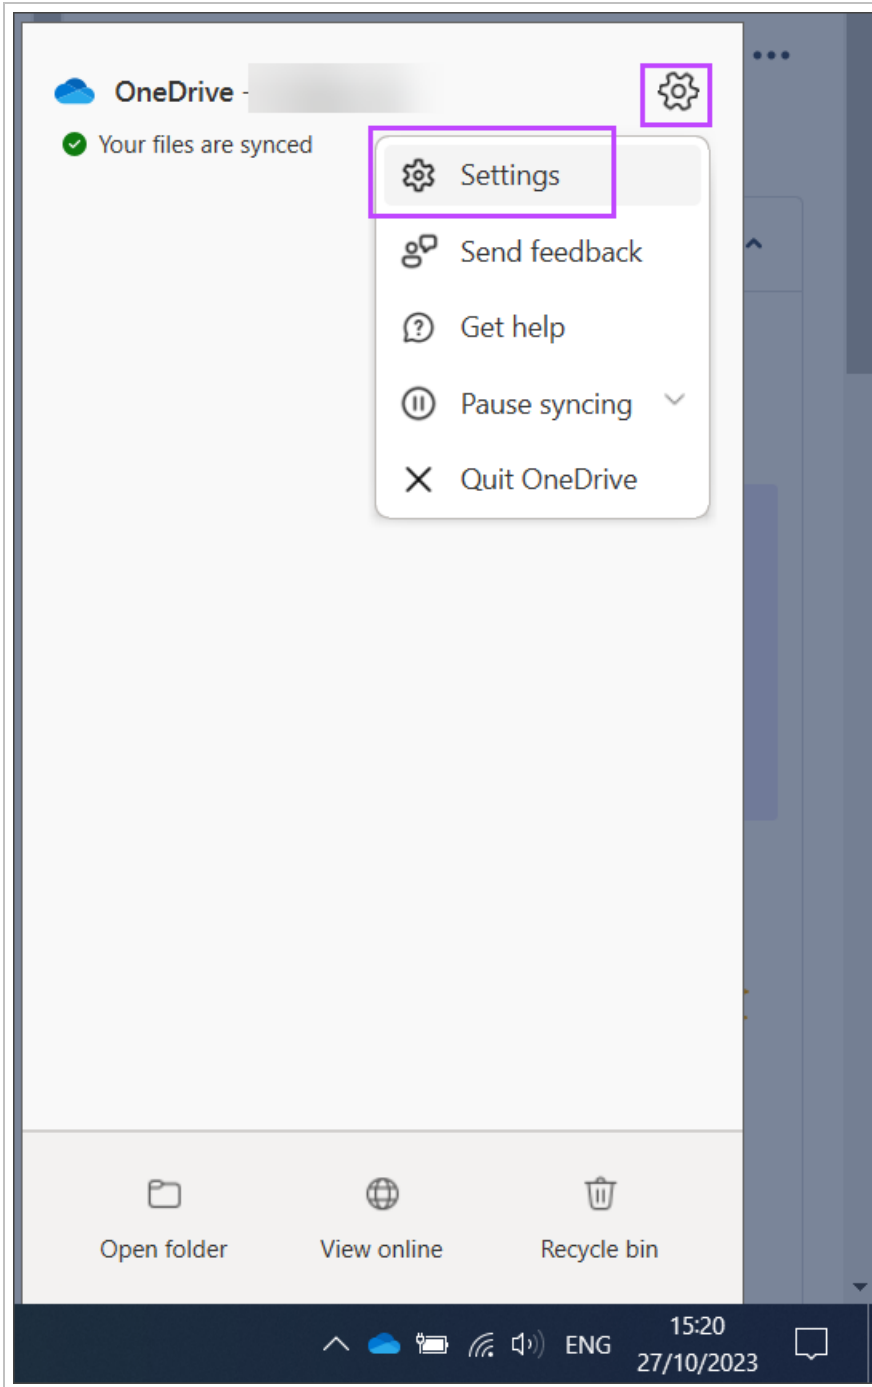 OneDrive -
Your files are synced
Settings
Send feedback
Get help
Pause syncing
Quit OneDrive
Open folder
View online
Recycle bin
ENG
15:20
27/10/2023